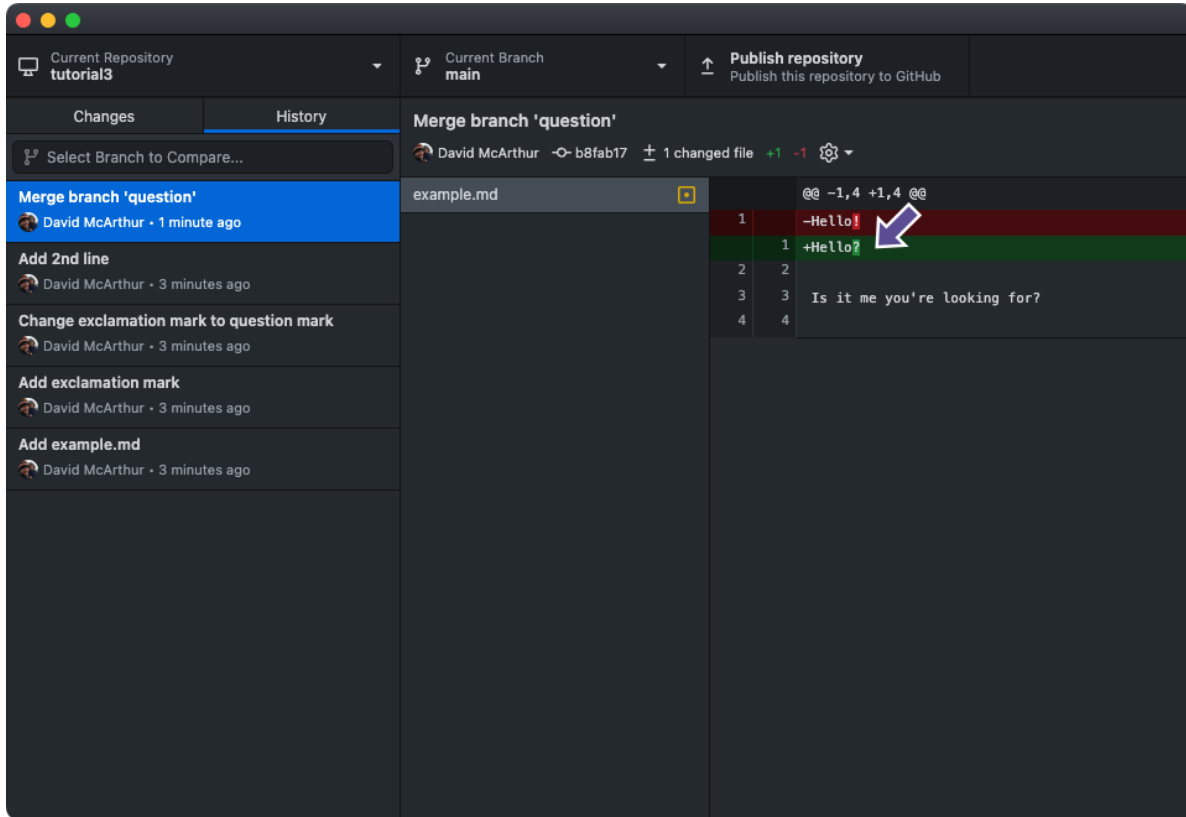 Current Repository
tutorial3
Current Branch
main
Publish repository
Publish this repository to GitHub
Changes
History
Select Branch to Compare...
Merge branch 'question'
David McArthur • 1 minute ago
Add 2nd line
David McArthur • 3 minutes ago
Change exclamation mark to question mark
David McArthur • 3 minutes ago
Add exclamation mark
David McArthur • 3 minutes ago
Add example.md
David McArthur • 3 minutes ago
Merge branch 'question'
David McArthur b8fab17 1 changed file +1 -1
example.md
@@ -1,4 +1,4 @@
1 -Hello!
1 +Hello?
2 2
3 3 Is it me you're looking for?
4 4